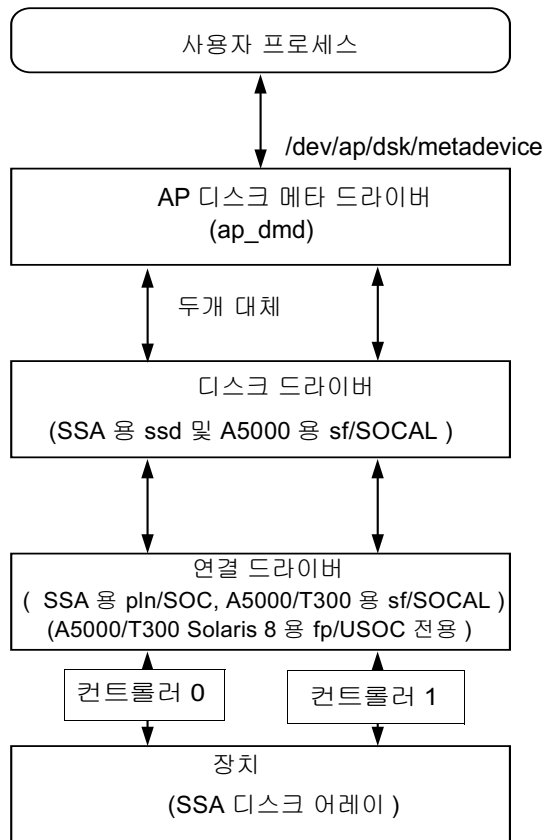 사용자 프로세스
/dev/ap/dsk/metadevice
AP 디스크 메타 드라이버
(ap_dmd)
두개 대체
디스크 드라이버
(SSA 용 ssd 및 A5000 용 sf/SOCAL )
연결 드라이버
( SSA 용 pln/SOC, A5000/T300 용 sf/SOCAL )
(A5000/T300 Solaris 8 용 fp/USOC 전용 )
컨트롤러 0
컨트롤러 1
장치
(SSA 디스크 어레이 )